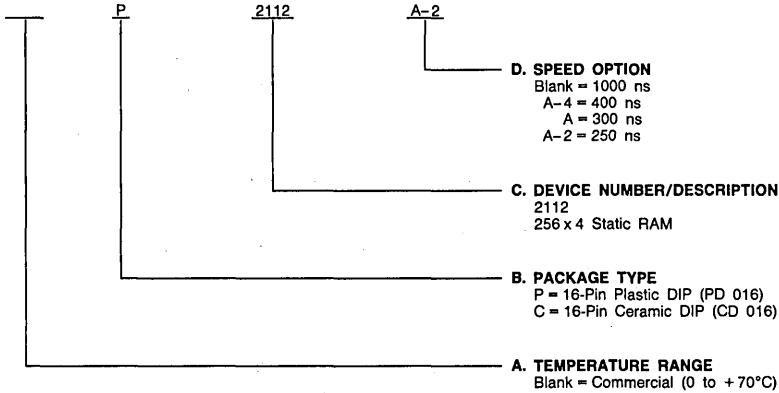 P 2112 A-2
D. SPEED OPTION
Blank = 1000 ns
A-4 = 400 ns
A = 300 ns
A-2 = 250 ns
C. DEVICE NUMBER/DESCRIPTION
2112
256 x 4 Static RAM
B. PACKAGE TYPE
P = 16-Pin Plastic DIP (PD 016)
C = 16-Pin Ceramic DIP (CD 016)
A. TEMPERATURE RANGE
Blank = Commercial (0 to +70°C)